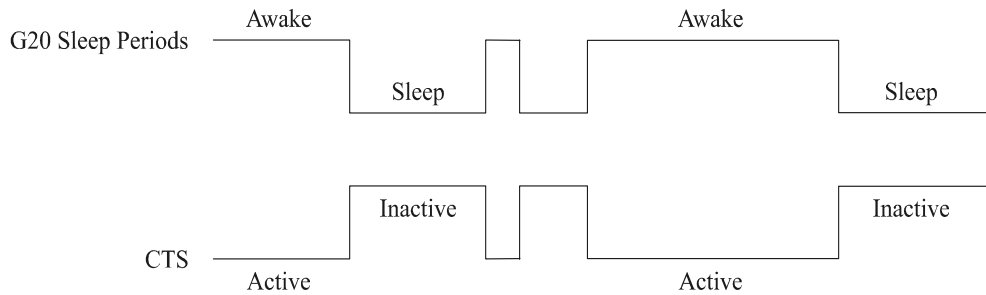 Awake Awake
G20 Sleep Periods
Sleep Sleep
Inactive Inactive
CTS
Active Active